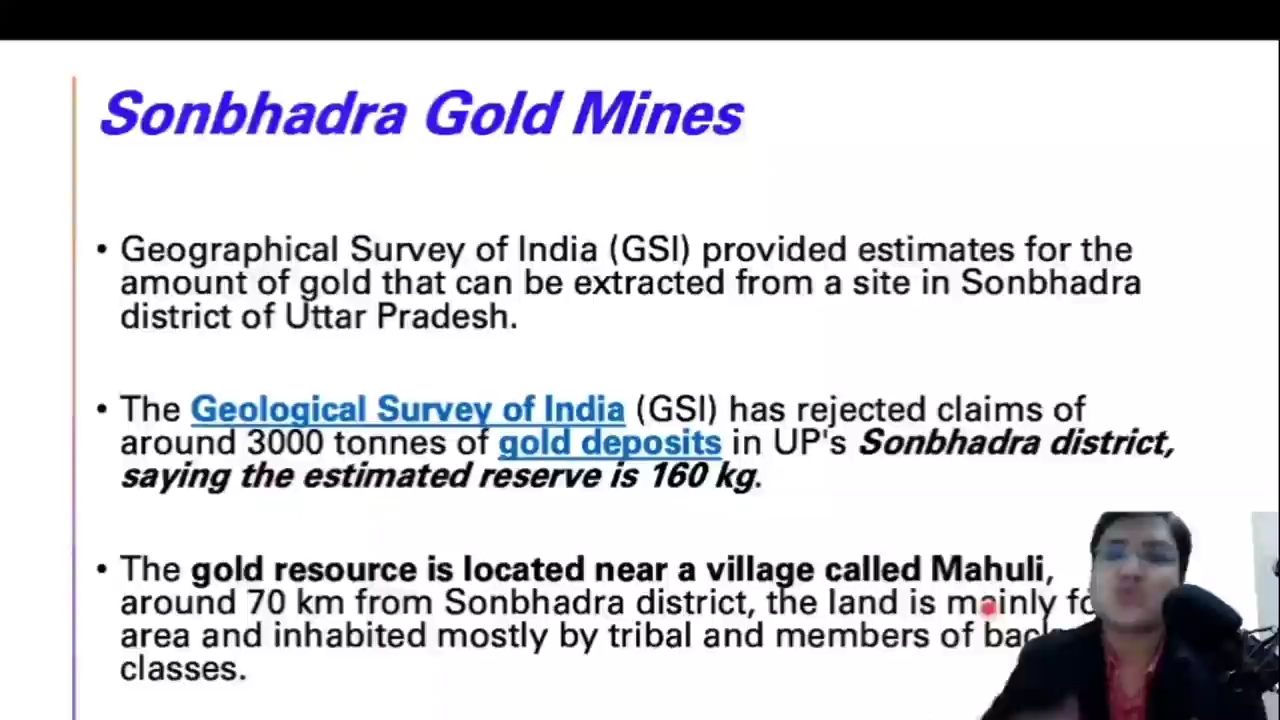 Sonbhadra Gold Mines
• Geographical Survey of India (GSI) provided estimates for the
amount of gold that can be extracted from a site in Sonbhadra
district of Uttar Pradesh.
• The Geological Survey of India (GSI) has rejected claims of
around 3000 tonnes of gold deposits in UP's Sonbhadra district,
saying the estimated reserve is 160 kg.
• The gold resource is located near a village called Mahuli,
around 70 km from Sonbhadra district, the land is mainly
area and inhabited mostly by tribal and members of
classes.